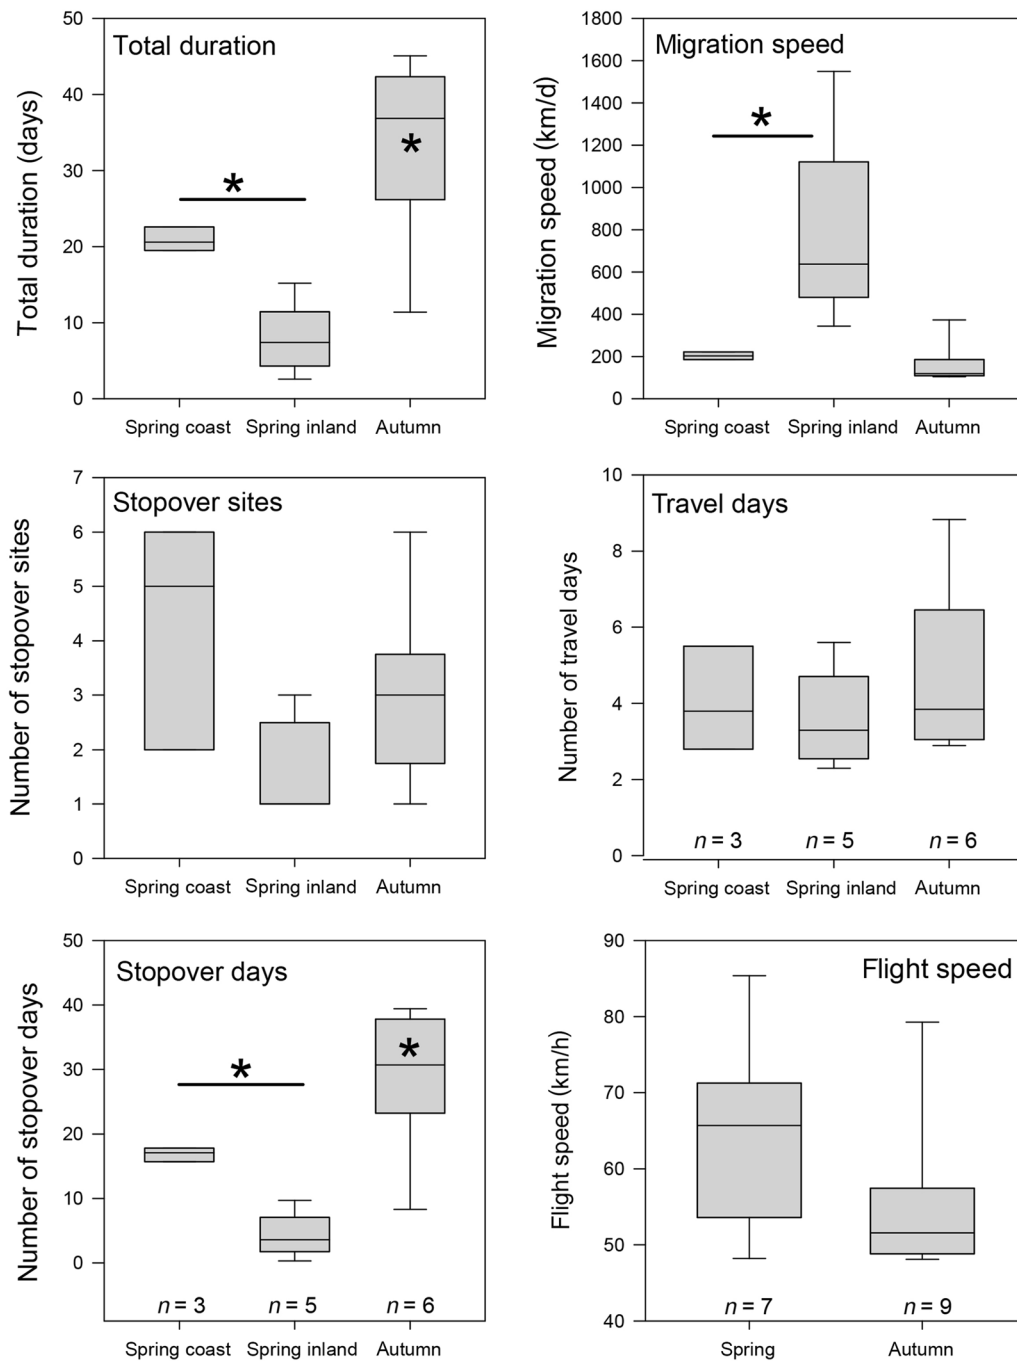 Total duration
Total duration (days)
50
40
30
20
10
0
*
*
Spring coast Spring inland Autumn
Migration speed
Migration speed (km/d)
1800
1600
1400
1200
1000
800
600
400
200
0
*
Spring coast Spring inland Autumn
Stopover sites
Number of stopover sites
7
6
5
4
3
2
1
0
Spring coast Spring inland Autumn
Travel days
Number of travel days
10
8
6
4
2
0
n = 3 n = 5 n = 6
Spring coast Spring inland Autumn
Stopover days
Number of stopover days
50
40
30
20
10
0
*
*
n = 3 n = 5 n = 6
Spring coast Spring inland Autumn
Flight speed
Flight speed (km/h)
90
80
70
60
50
40
n = 7 n = 9
Spring Autumn